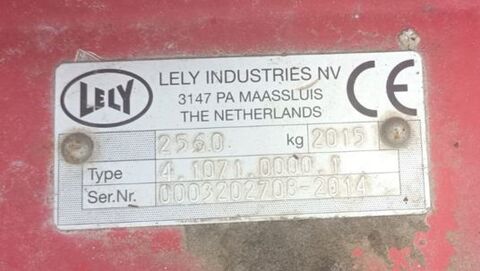 LELY
LELY INDUSTRIES NV
3147 PA MAASSLUIS
THE NETHERLANDS
CE
2560 kg 2015
Type 4.1071.0000.1
Ser.Nr. 0003202708-2014